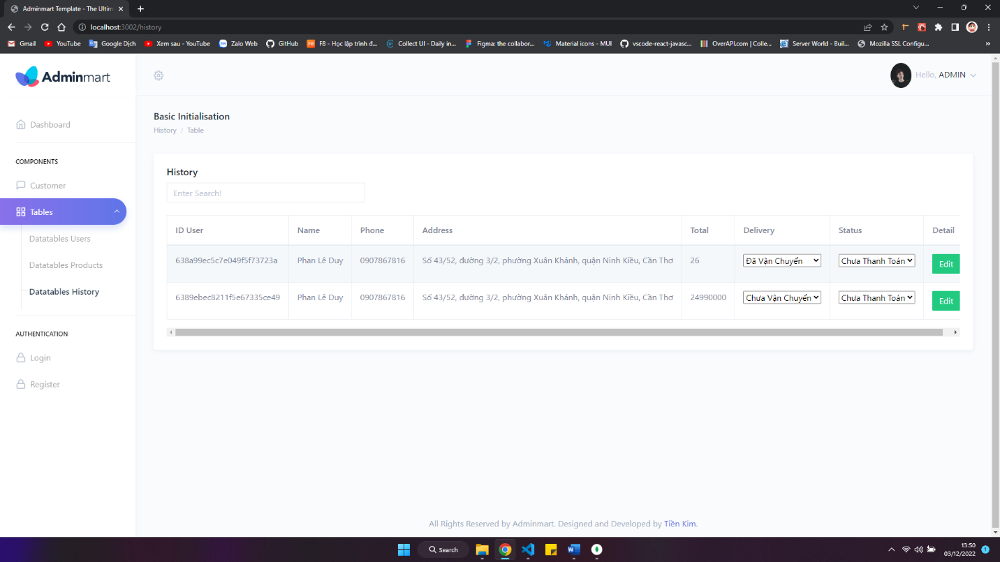 Adminmart Template - The Ultim
localhost:3002/history
Gmail YouTube Google Dịch Xem sau - YouTube Zalo Web GitHub F8 - Học lập trình đ... Collect UI - Daily in... Figma: the collabor... Material icons - MUI vscode-react-javasc... OverAPI.com | Colle... Server World - Buil... Mozilla SSL Configu... »
Adminmart
Hello, ADMIN
Basic Initialisation
History / Table
Dashboard
COMPONENTS
Customer
Tables
Datatables Users
Datatables Products
Datatables History
AUTHENTICATION
Login
Register
History
Enter Search!
ID User Name Phone Address Total Delivery Status Detail
638a99ec5c7e049f5f73723a Phan Lê Duy 0907867816 Số 43/52, đường 3/2, phường Xuân Khánh, quận Ninh Kiều, Cần Thơ 26 Đã Vận Chuyển Chưa Thanh Toán Edit
6389ebec8211f5e67335ce49 Phan Lê Duy 0907867816 Số 43/52, đường 3/2, phường Xuân Khánh, quận Ninh Kiều, Cần Thơ 24990000 Chưa Vận Chuyển Chưa Thanh Toán Edit
All Rights Reserved by Adminmart. Designed and Developed by Tiền Kim.
Search
13:50
03/12/2022
1